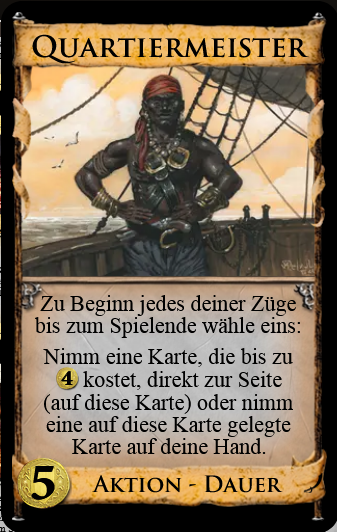 Quartiermeister
Zu Beginn jedes deiner Züge
bis zum Spielende wähle eins:
Nimm eine Karte, die bis zu
4 kostet, direkt zur Seite
(auf diese Karte) oder nimm
eine auf diese Karte gelegte
Karte auf deine Hand.
5 Aktion - Dauer